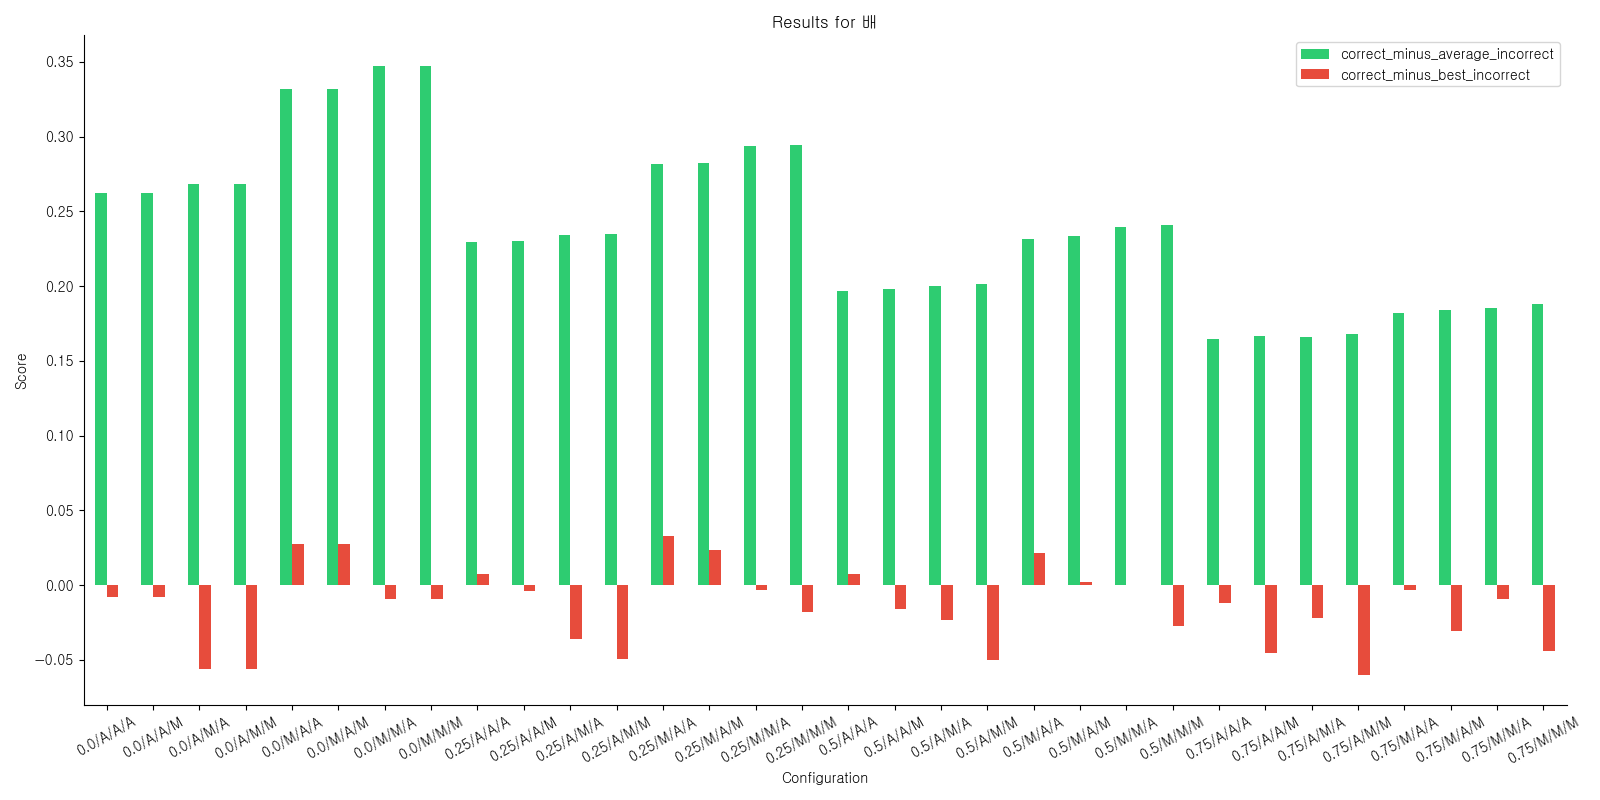 Results for 배
correct_minus_average_incorrect
correct_minus_best_incorrect
Score
0.35
0.30
0.25
0.20
0.15
0.10
0.05
0.00
−0.05
0.0/A/A/A
0.0/A/A/M
0.0/A/M/A
0.0/A/M/M
0.0/M/A/A
0.0/M/A/M
0.0/M/M/A
0.0/M/M/M
0.25/A/A/A
0.25/A/A/M
0.25/A/M/A
0.25/A/M/M
0.25/M/A/A
0.25/M/A/M
0.25/M/M/A
0.25/M/M/M
0.5/A/A/A
0.5/A/A/M
0.5/A/M/A
0.5/A/M/M
0.5/M/A/A
0.5/M/A/M
0.5/M/M/A
0.5/M/M/M
0.75/A/A/A
0.75/A/A/M
0.75/A/M/A
0.75/A/M/M
0.75/M/A/A
0.75/M/A/M
0.75/M/M/A
0.75/M/M/M
Configuration